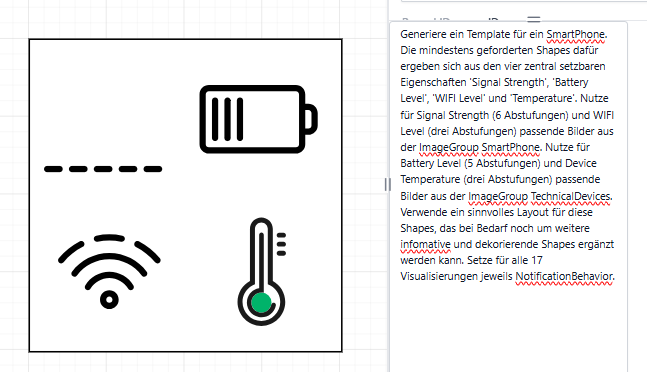 Generiere ein Template für ein SmartPhone.
Die mindestens geforderten Shapes dafür
ergeben sich aus den vier zentral setzbaren
Eigenschaften 'Signal Strength', 'Battery
Level', 'WIFI Level' und 'Temperature'. Nutze
für Signal Strength (6 Abstufungen) und WIFI
Level (drei Abstufungen) passende Bilder aus
der ImageGroup SmartPhone. Nutze für
Battery Level (5 Abstufungen) und Device
Temperature (drei Abstufungen) passende
Bilder aus der ImageGroup TechnicalDevices.
Verwende ein sinnvolles Layout für diese
Shapes, das bei Bedarf noch um weitere
infomative und dekorierende Shapes ergänzt
werden kann. Setze für alle 17
Visualisierungen jeweils NotificationBehavior.